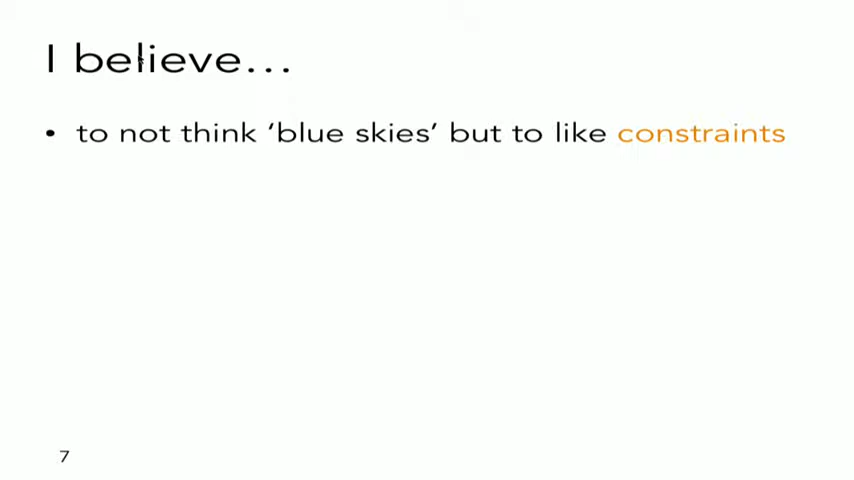 I believe...
• to not think ‘blue skies’ but to like constraints
7